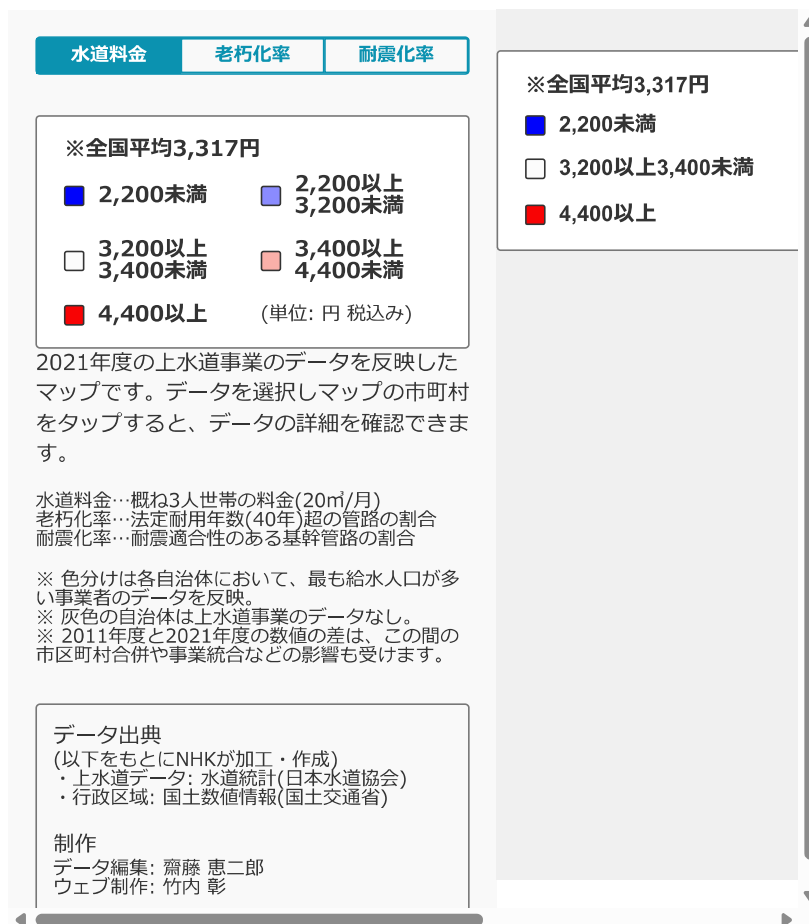 水道料金 老朽化率 耐震化率
※全国平均3,317円
2,200未満
2,200以上
3,200未満
3,200以上
3,400未満
3,400以上
4,400未満
4,400以上
(単位: 円 税込み)
2021年度の上水道事業のデータを反映した
マップです。データを選択しマップの市町村
をタップすると、データの詳細を確認できま
す。
水道料金…概ね3人世帯の料金(20㎥/月)
老朽化率…法定耐用年数(40年)超の管路の割合
耐震化率…耐震適合性のある基幹管路の割合
※ 色分けは各自治体において、最も給水人口が多
い事業者のデータを反映。
※ 灰色の自治体は上水道事業のデータなし。
※ 2011年度と2021年度の数値の差は、この間の
市区町村合併や事業統合などの影響も受けます。
データ出典
(以下をもとにNHKが加工・作成)
・上水道データ: 水道統計(日本水道協会)
・行政区域: 国土数値情報(国土交通省)
制作
データ編集: 齋藤 恵二郎
ウェブ制作: 竹内 彰
※全国平均3,317円
2,200未満
3,200以上3,400未満
4,400以上